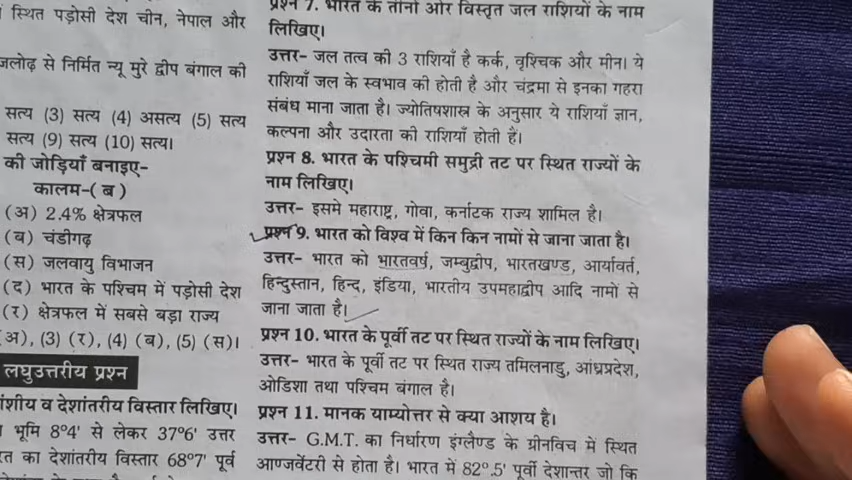 स्थित पड़ोसी देश चीन, नेपाल और
जलोढ़ से निर्मित न्यू मुरे द्वीप बंगाल की
सत्य (3) सत्य (4) असत्य (5) सत्य
सत्य (9) सत्य (10) सत्य।
की जोड़ियाँ बनाइए-
कालम-( ब )
(अ) 2.4% क्षेत्रफल
(ब) चंडीगढ़
(स) जलवायु विभाजन
(द) भारत के पश्चिम में पड़ोसी देश
(र) क्षेत्रफल में सबसे बड़ा राज्य
अ), (3) (र), (4) (ब), (5) (स)।
लघुउत्तरीय प्रश्न
व देशांतरीय विस्तार लिखिए।
भूमि 8°4' से लेकर 37°6' उत्तर
का देशांतरीय विस्तार 68°7' पूर्व
प्रश्न 7. भारत के तीनों ओर विस्तृत जल राशियों के नाम
लिखिए।
उत्तर- जल तत्व की 3 राशियाँ है कर्क, वृश्चिक और मीन। ये
राशियाँ जल के स्वभाव की होती है और चंद्रमा से इनका गहरा
संबंध माना जाता है। ज्योतिषशास्त्र के अनुसार ये राशियाँ ज्ञान,
कल्पना और उदारता की राशियाँ होती हैं।
प्रश्न 8. भारत के पश्चिमी समुद्री तट पर स्थित राज्यों के
नाम लिखिए।
उत्तर- इसमे महाराष्ट्र, गोवा, कर्नाटक राज्य शामिल है।
प्रश्न 9. भारत को विश्व में किन किन नामों से जाना जाता है।
उत्तर- भारत को भारतवर्ष, जम्बुद्वीप, भारतखण्ड, आर्यावर्त,
हिन्दुस्तान, हिन्द, इंडिया, भारतीय उपमहाद्वीप आदि नामों से
जाना जाता है।
प्रश्न 10. भारत के पूर्वी तट पर स्थित राज्यों के नाम लिखिए।
उत्तर- भारत के पूर्वी तट पर स्थित राज्य तमिलनाडु, आंध्रप्रदेश,
ओडिशा तथा पश्चिम बंगाल है।
प्रश्न 11. मानक याम्योत्तर से क्या आशय है।
उत्तर- G.M.T. का निर्धारण इंग्लैण्ड के ग्रीनविच में स्थित
आब्जर्वेटरी से होता है। भारत में 82°.5' पूर्वी देशान्तर जो कि